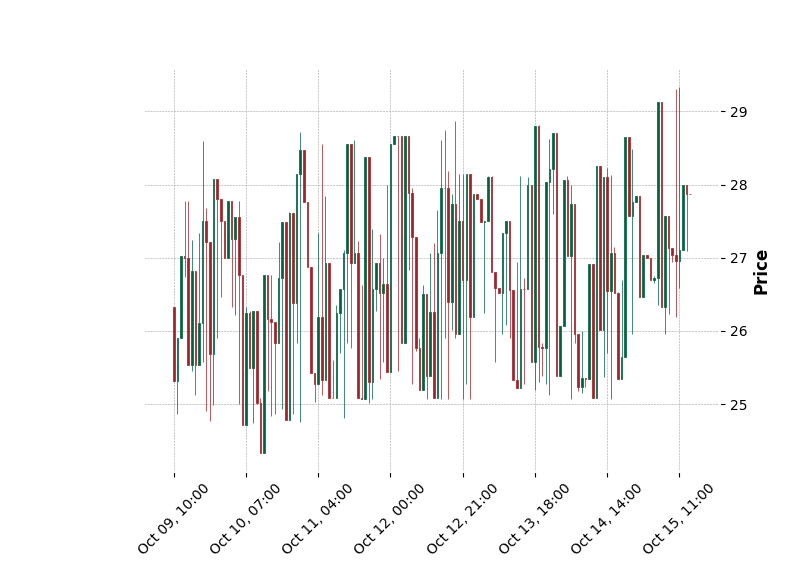 29
28
27
26
25
Price
Oct 09, 10:00
Oct 10, 07:00
Oct 11, 04:00
Oct 12, 00:00
Oct 12, 21:00
Oct 13, 18:00
Oct 14, 14:00
Oct 15, 11:00